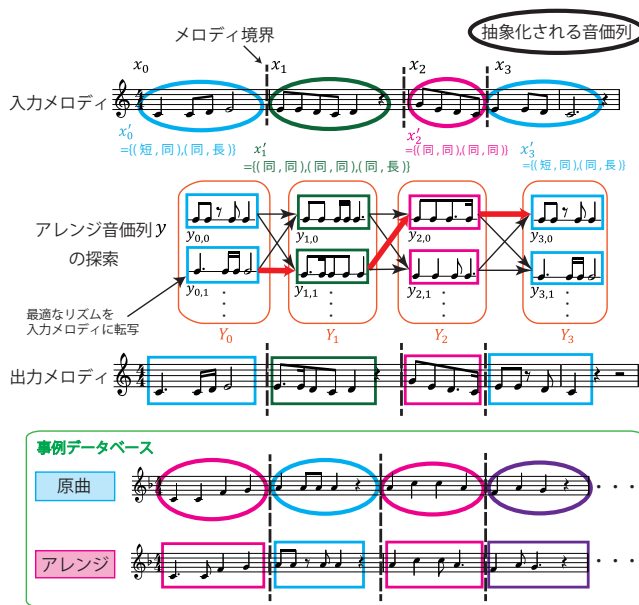 メロディ境界
抽象化される音価列
x0
x1
x2
x3
入力メロディ
x'0
={(短,同),(同,長)}
x'1
={(同,同),(同,同),(同,長)}
x'2
={(同,同),(同,同)}
x'3
={(短,同),(同,長)}
アレンジ音価列 y
の探索
y0,0
y1,0
y2,0
y3,0
y0,1
y1,1
y2,1
y3,1
最適なリズムを
入力メロディに転写
Y0
Y1
Y2
Y3
出力メロディ
事例データベース
原曲
アレンジ